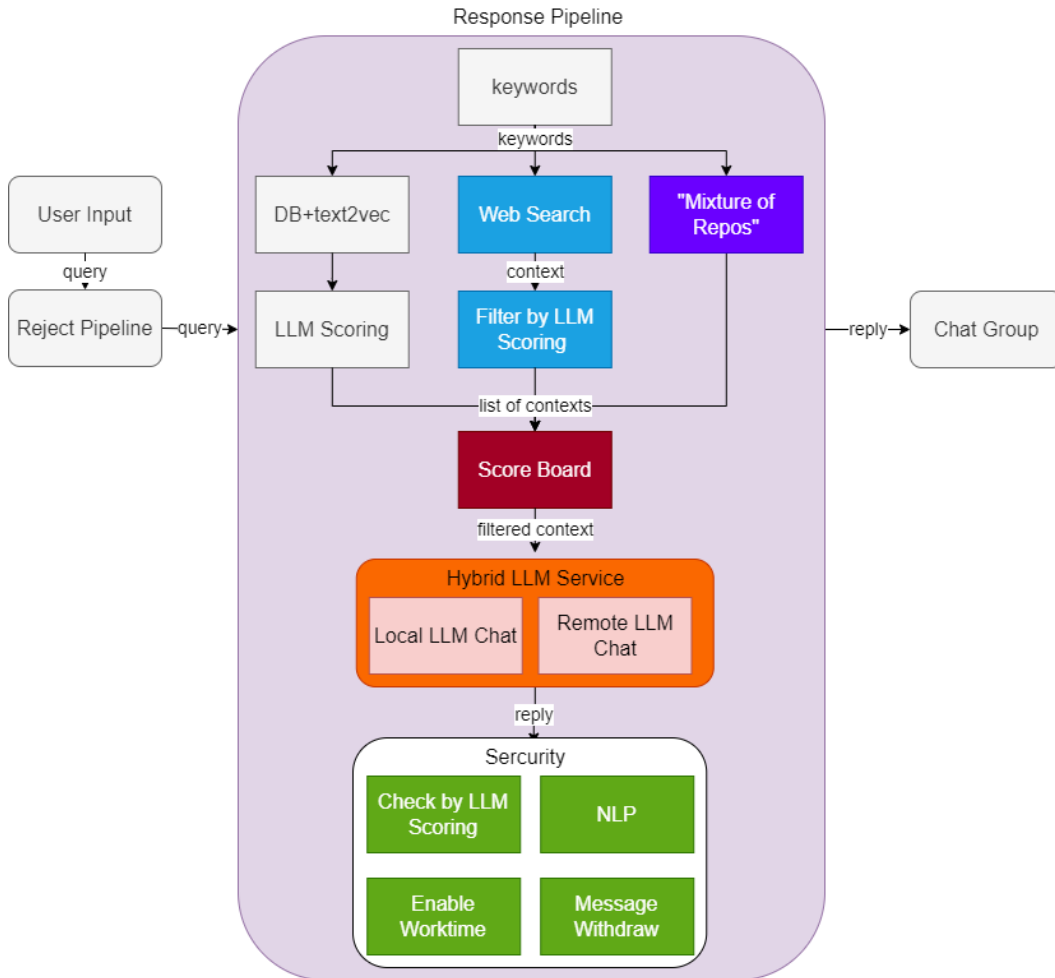 Response Pipeline
keywords
keywords
User Input
query
Reject Pipeline
query
DB+text2vec
Web Search
"Mixture of
Repos"
context
LLM Scoring
Filter by LLM
Scoring
list of contexts
Score Board
filtered context
Hybrid LLM Service
Local LLM Chat
Remote LLM
Chat
reply
Sercurity
Check by LLM
Scoring
NLP
Enable
Worktime
Message
Withdraw
reply
Chat Group